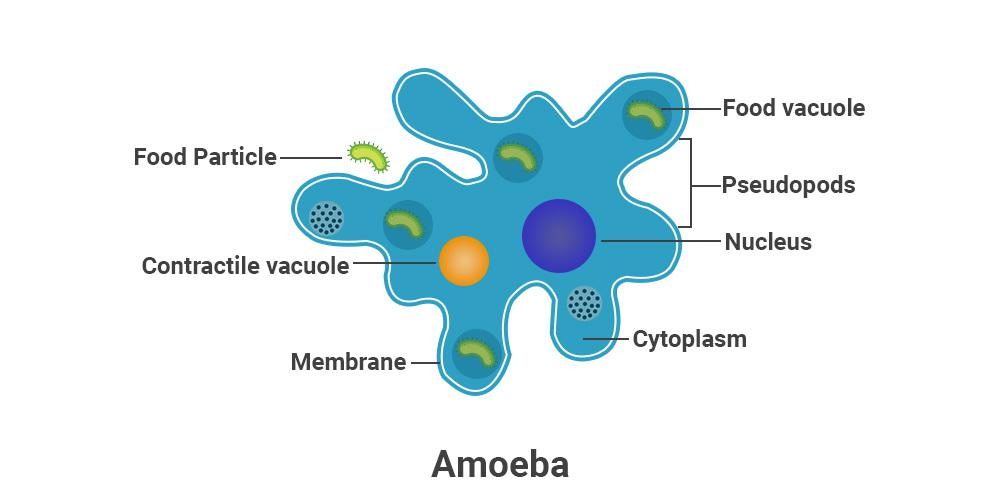 Food vacuole
Food Particle
Pseudopods
Nucleus
Contractile vacuole
Cytoplasm
Membrane
Amoeba